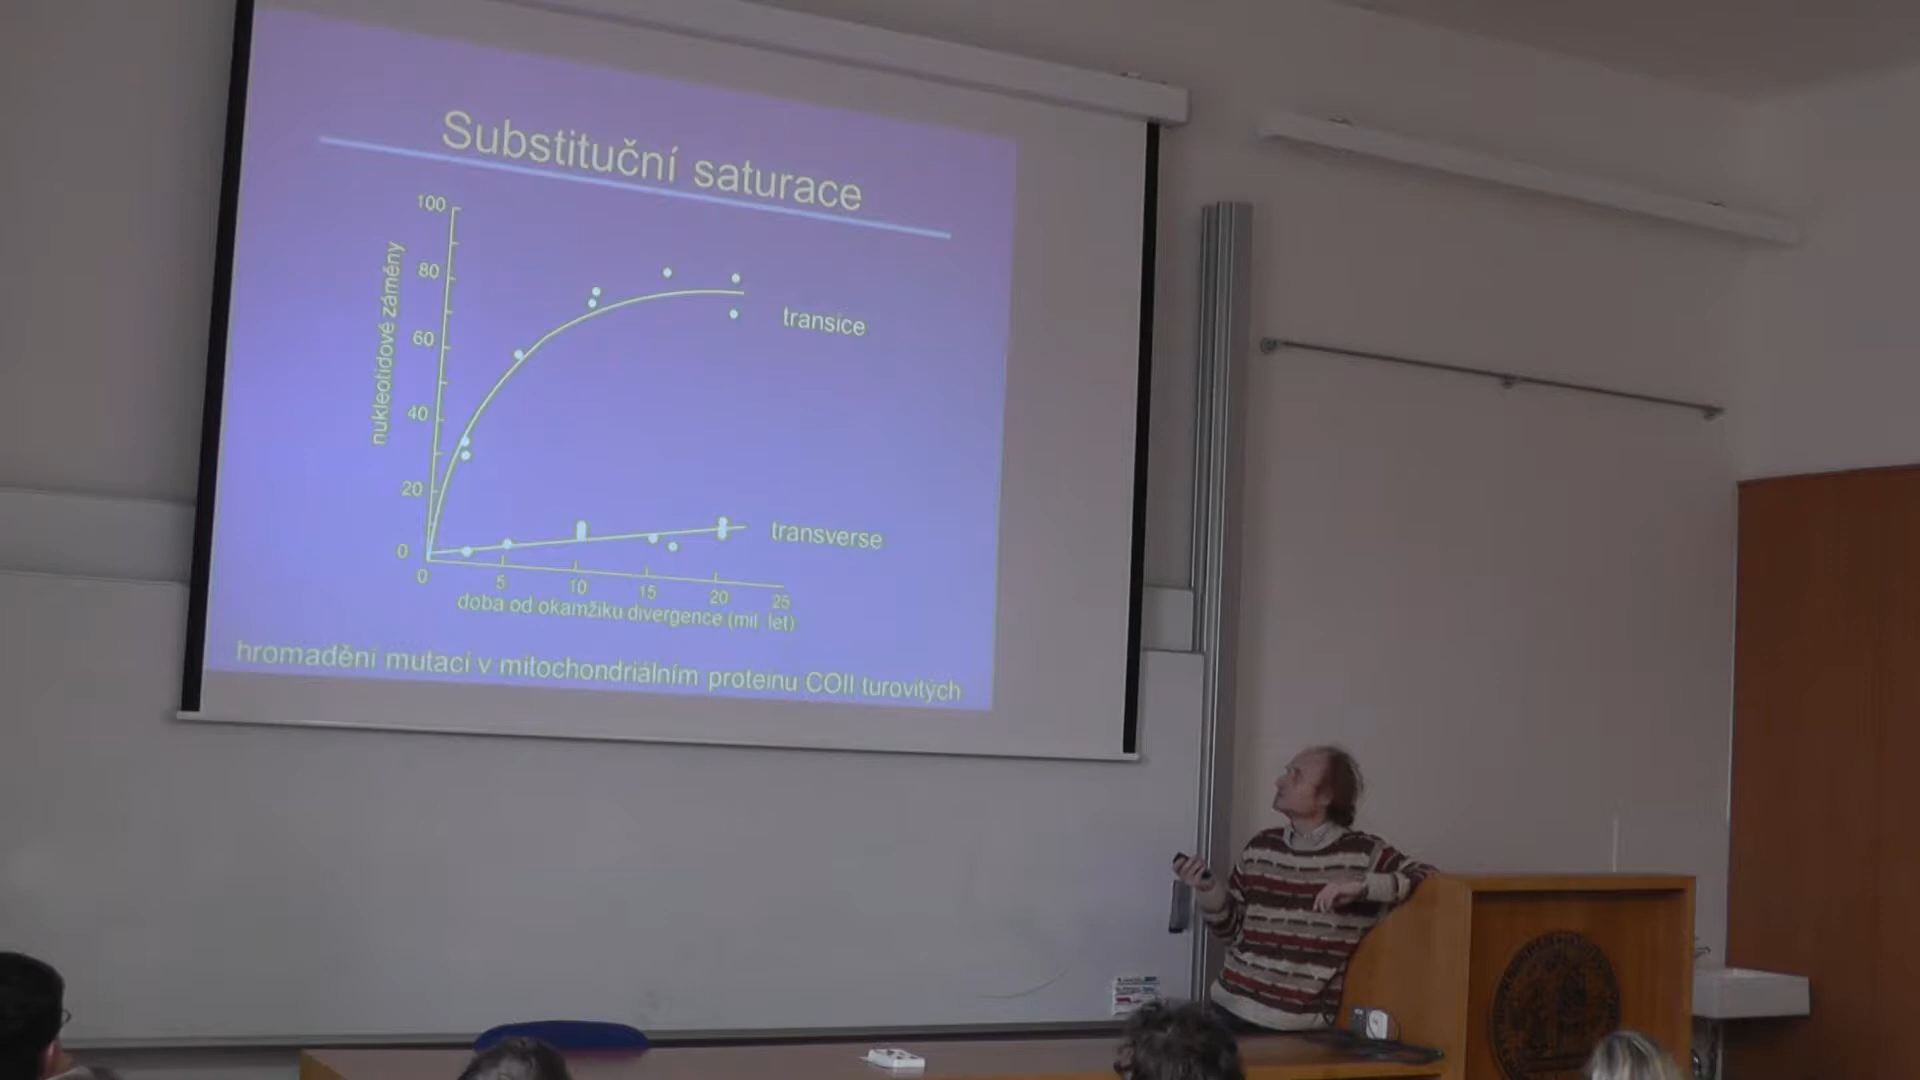 Substituční saturace
100
80
60
40
20
0
nukleotidové záměny
transice
transverse
0 5 10 15 20 25
doba od okamžiku divergence (mil. let)
hromadění mutací v mitochondriálním proteinu COII turovitých